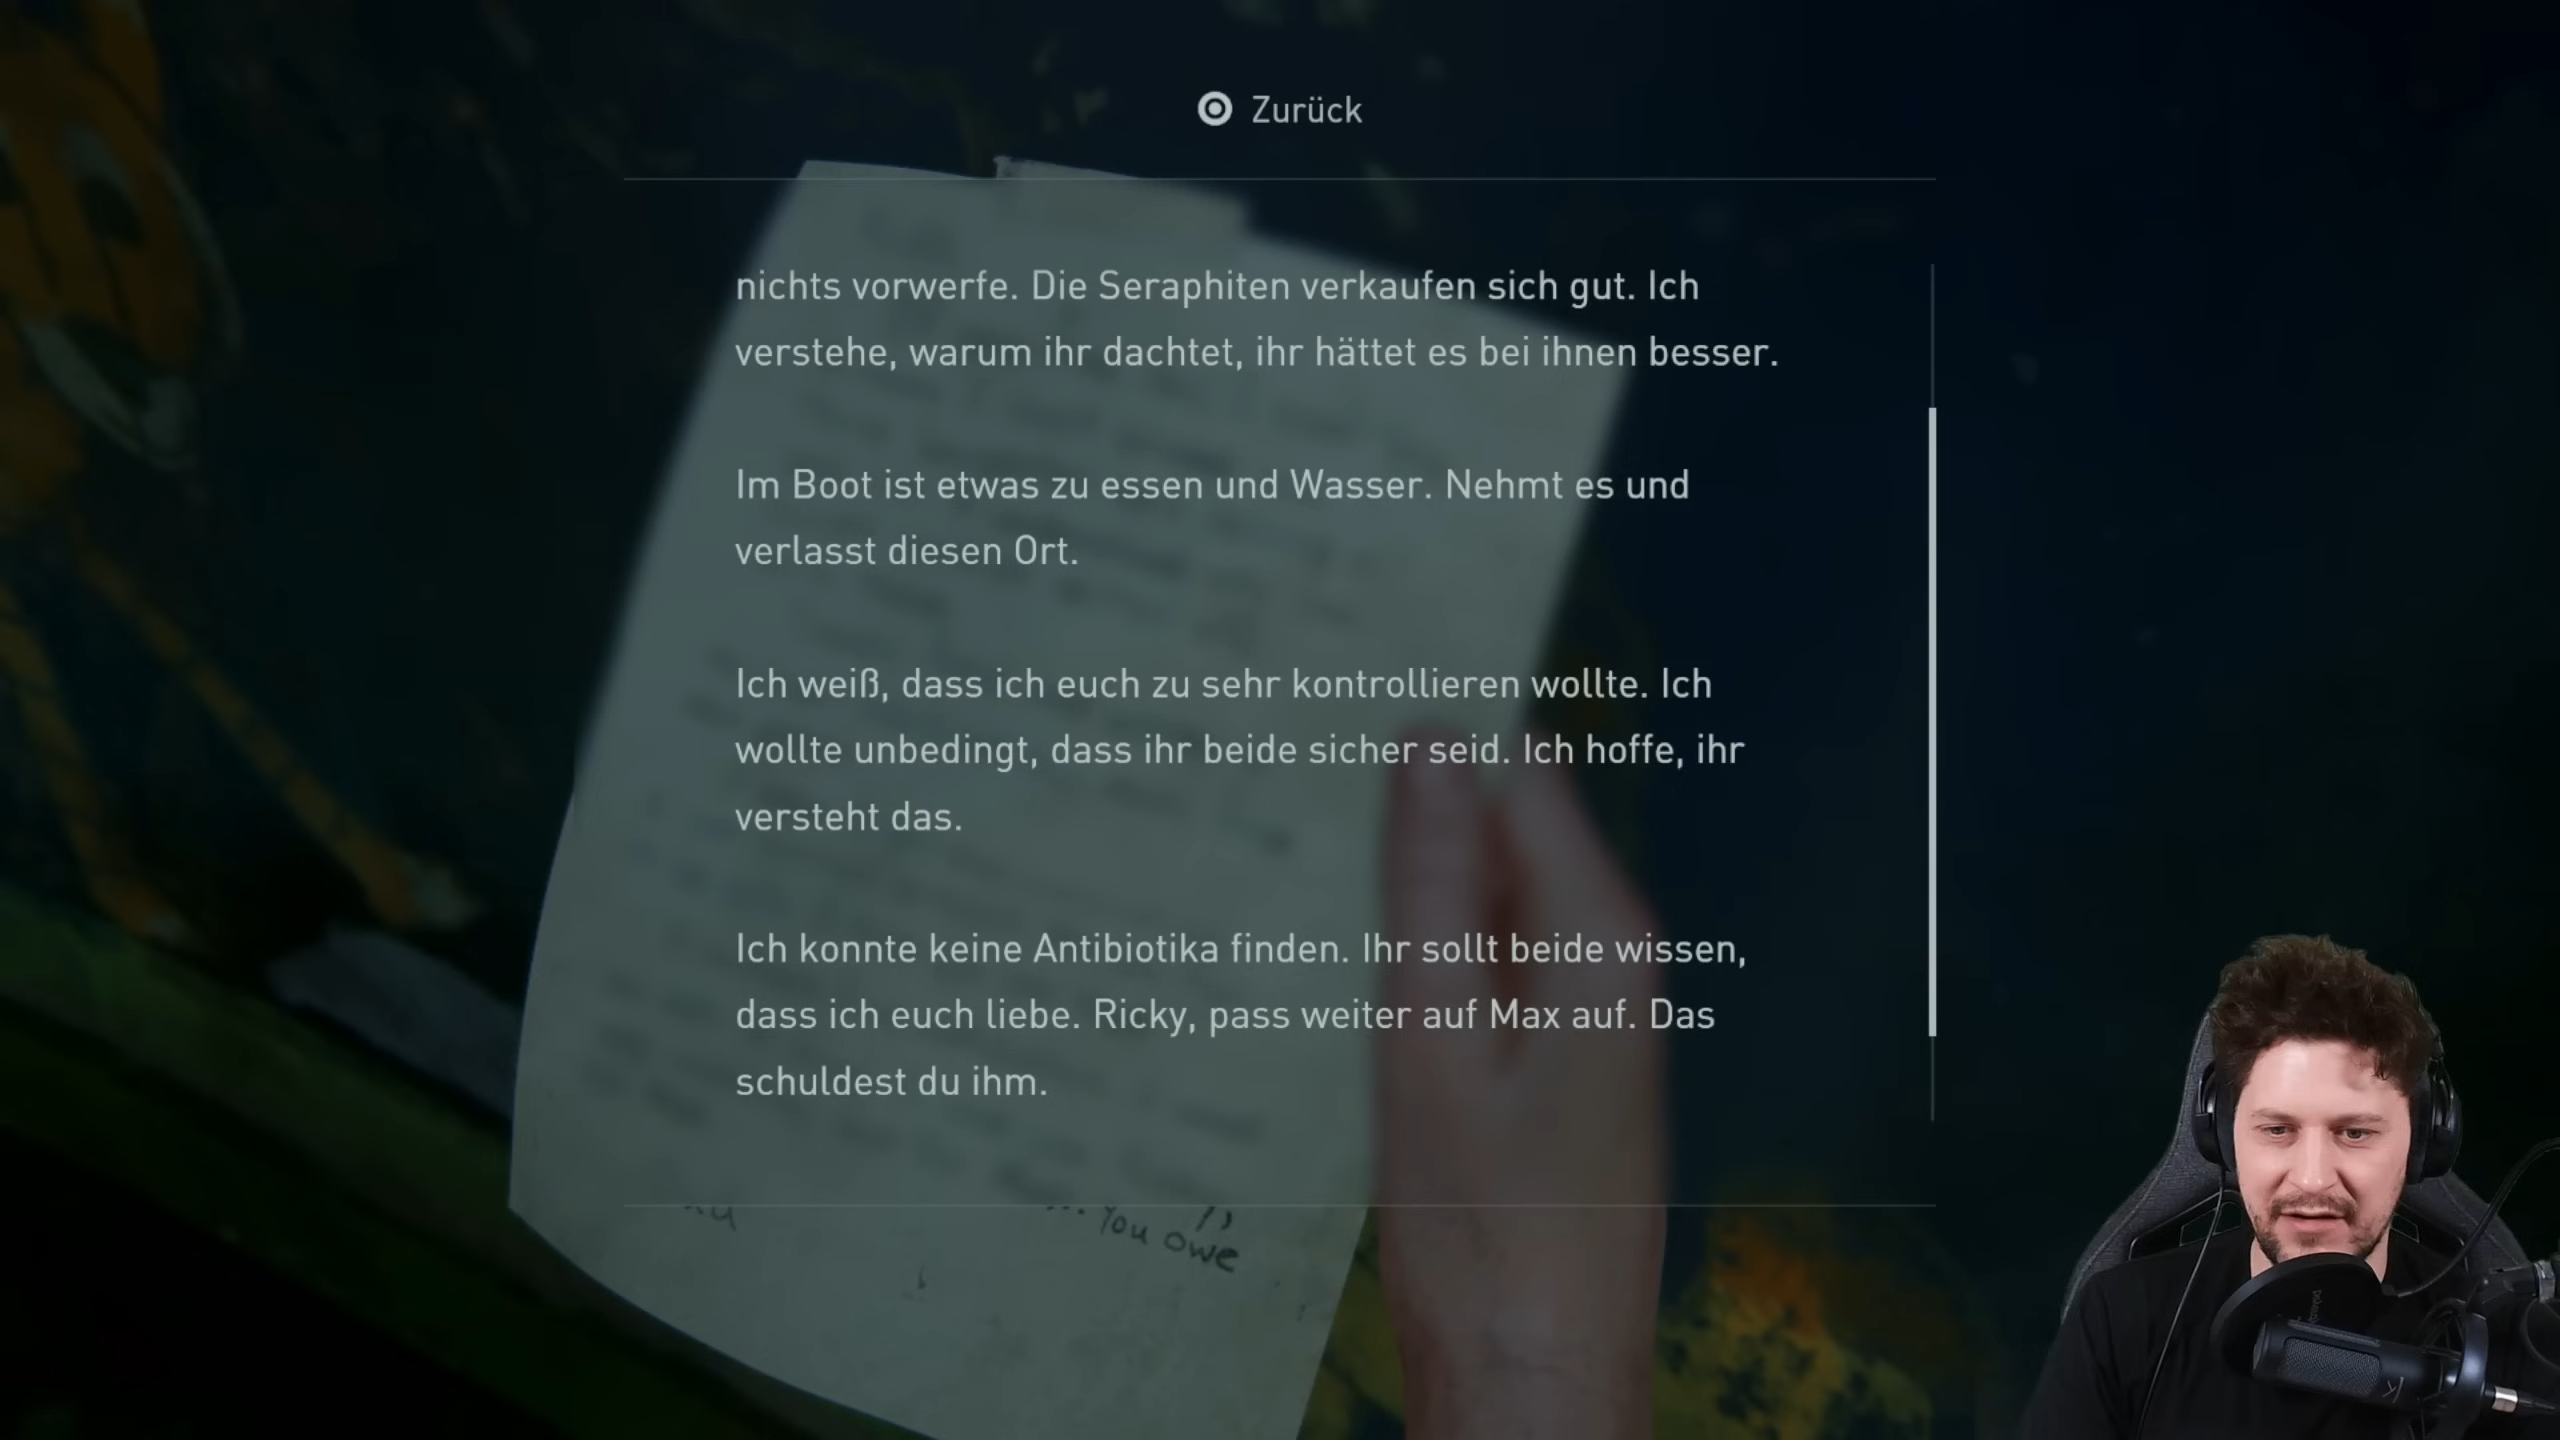 Zurück
nichts vorwerfe. Die Seraphiten verkaufen sich gut. Ich
verstehe, warum ihr dachtet, ihr hättet es bei ihnen besser.
Im Boot ist etwas zu essen und Wasser. Nehmt es und
verlasst diesen Ort.
Ich weiß, dass ich euch zu sehr kontrollieren wollte. Ich
wollte unbedingt, dass ihr beide sicher seid. Ich hoffe, ihr
versteht das.
Ich konnte keine Antibiotika finden. Ihr sollt beide wissen,
dass ich euch liebe. Ricky, pass weiter auf Max auf. Das
schuldest du ihm.
You owe